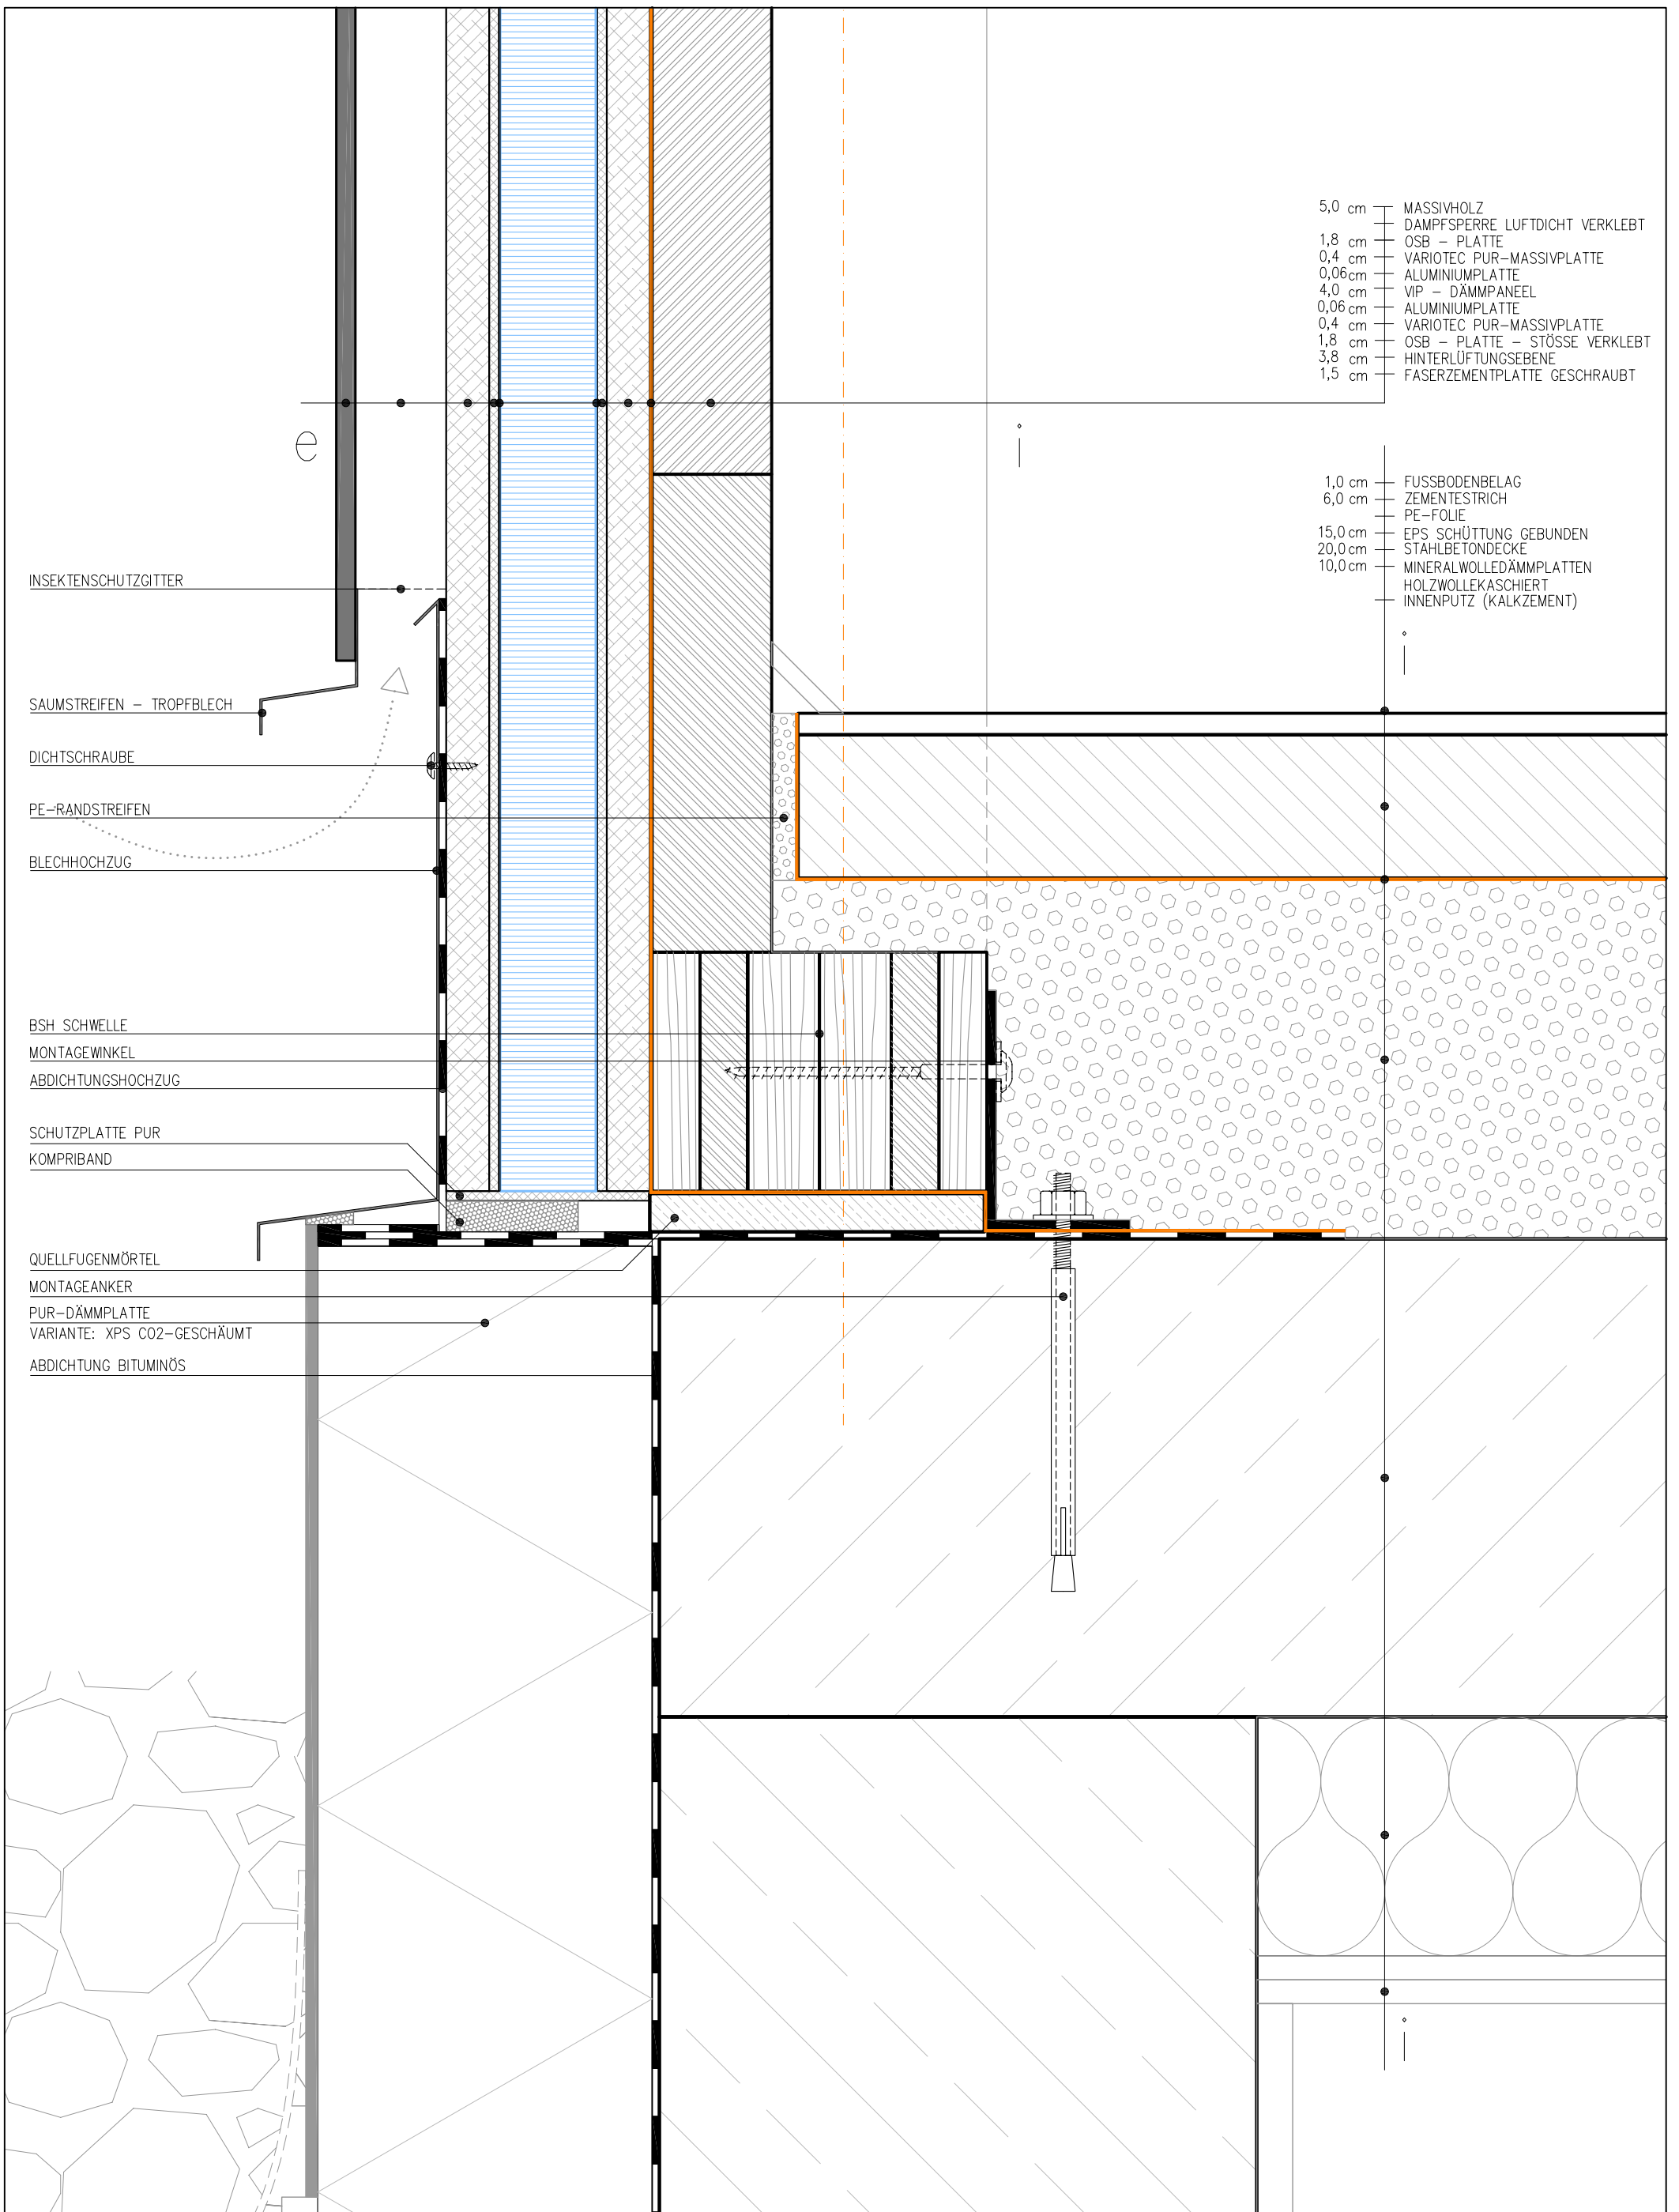 5,0 cm MASSIVHOLZ
DAMPFSPERRE LUFTDICHT VERKLEBT
1,8 cm OSB – PLATTE
0,4 cm VARIOTEC PUR-MASSIVPLATTE
0,06 cm ALUMINIUMPLATTE
4,0 cm VIP – DÄMMPANEEL
0,06 cm ALUMINIUMPLATTE
0,4 cm VARIOTEC PUR-MASSIVPLATTE
1,8 cm OSB – PLATTE – STÖSSE VERKLEBT
3,8 cm HINTERLÜFTUNGSEBENE
1,5 cm FASERZEMENTPLATTE GESCHRAUBT
e
i
1,0 cm FUSSBODENBELAG
6,0 cm ZEMENTESTRICH
PE-FOLIE
15,0 cm EPS SCHÜTTUNG GEBUNDEN
20,0 cm STAHLBETONDECKE
10,0 cm MINERALWOLLEDÄMMPLATTEN
HOLZWOLLEKASCHIERT
INNENPUTZ (KALKZEMENT)
i
INSEKTENSCHUTZGITTER
SAUMSTREIFEN – TROPFBLECH
DICHTSCHRAUBE
PE-RANDSTREIFEN
BLECHHOCHZUG
BSH SCHWELLE
MONTAGEWINKEL
ABDICHTUNGSHOCHZUG
SCHUTZPLATTE PUR
KOMPRIBAND
QUELLFUGENMÖRTEL
MONTAGEANKER
PUR-DÄMMPLATTE
VARIANTE: XPS CO2-GESCHÄUMT
ABDICHTUNG BITUMINÖS
i